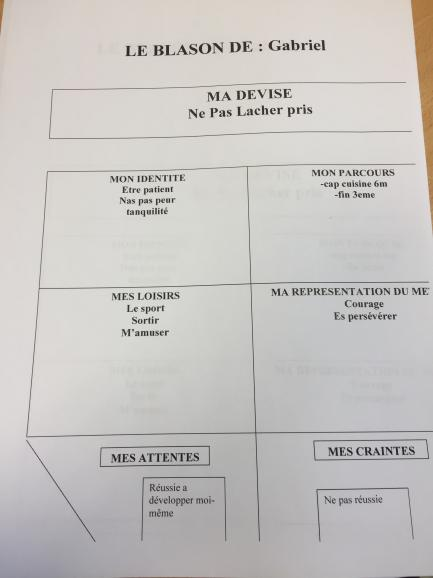 LE BLASON DE : Gabriel
MA DEVISE
Ne Pas Lacher pris
MON IDENTITE
Etre patient
Nas pas peur
tanquilité
MON PARCOURS
-cap cuisine 6m
-fin 3eme
MES LOISIRS
Le sport
Sortir
M'amuser
MA REPRESENTATION DU ME
Courage
Es persévérer
MES ATTENTES
Réussie a
développer moi-
même
MES CRAINTES
Ne pas réussie